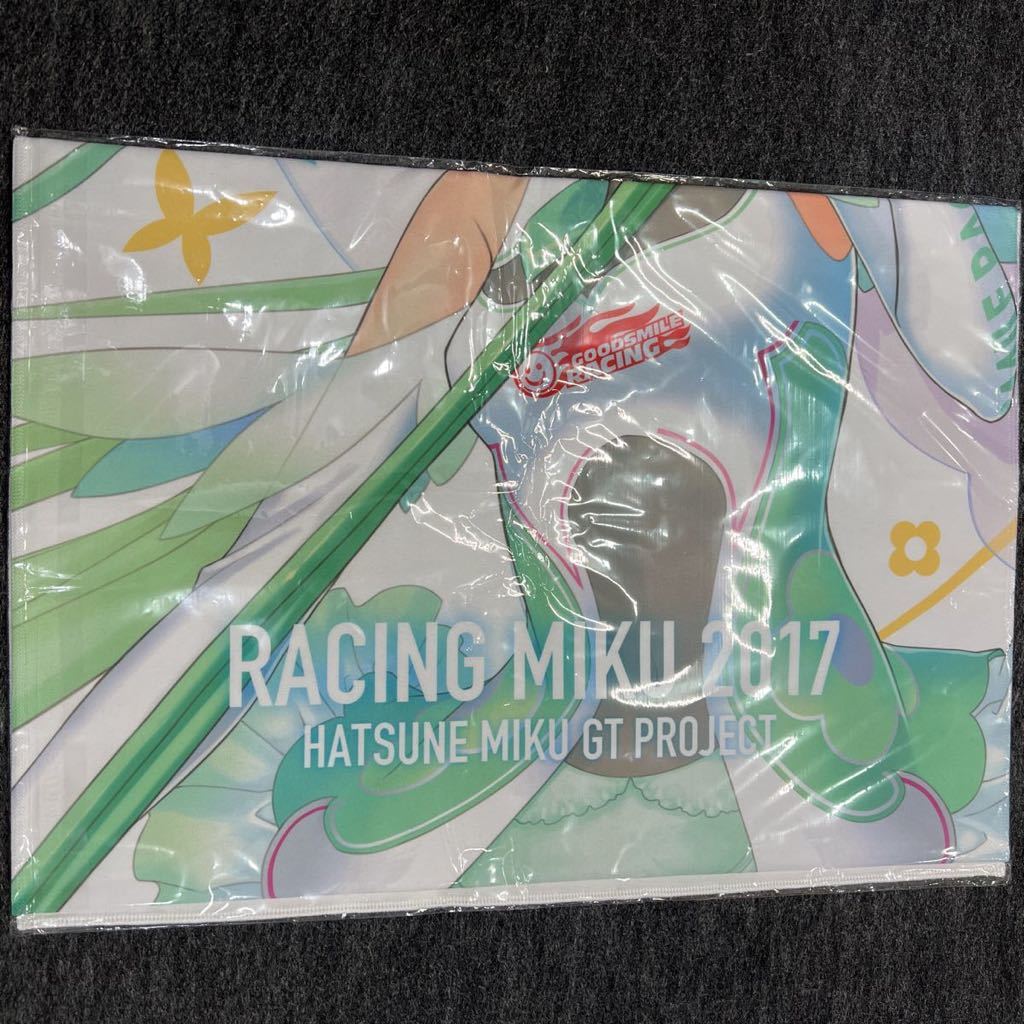 GOODSMILE
RACING
RACING MIKU 2017
HATSUNE MIKU GT PROJECT